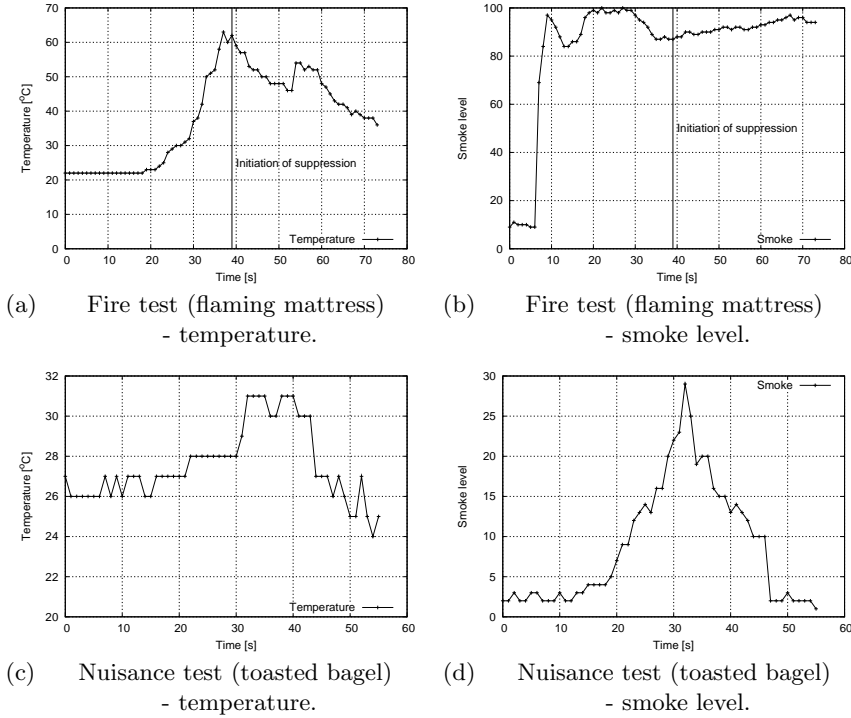 70
60
50
40
30
20
10
0
0 10 20 30 40 50 60 70 80
Temperature [°C]
Time [s]
Initiation of suppression
Temperature
100
80
60
40
20
0
0 10 20 30 40 50 60 70 80
Smoke level
Time [s]
Initiation of suppression
Smoke
(a) Fire test (flaming mattress)
- temperature.
(b) Fire test (flaming mattress)
- smoke level.
32
30
28
26
24
22
20
0 10 20 30 40 50 60
Temperature [°C]
Time [s]
Temperature
30
25
20
15
10
5
0
0 10 20 30 40 50 60
Smoke level
Time [s]
Smoke
(c) Nuisance test (toasted bagel)
- temperature.
(d) Nuisance test (toasted bagel)
- smoke level.